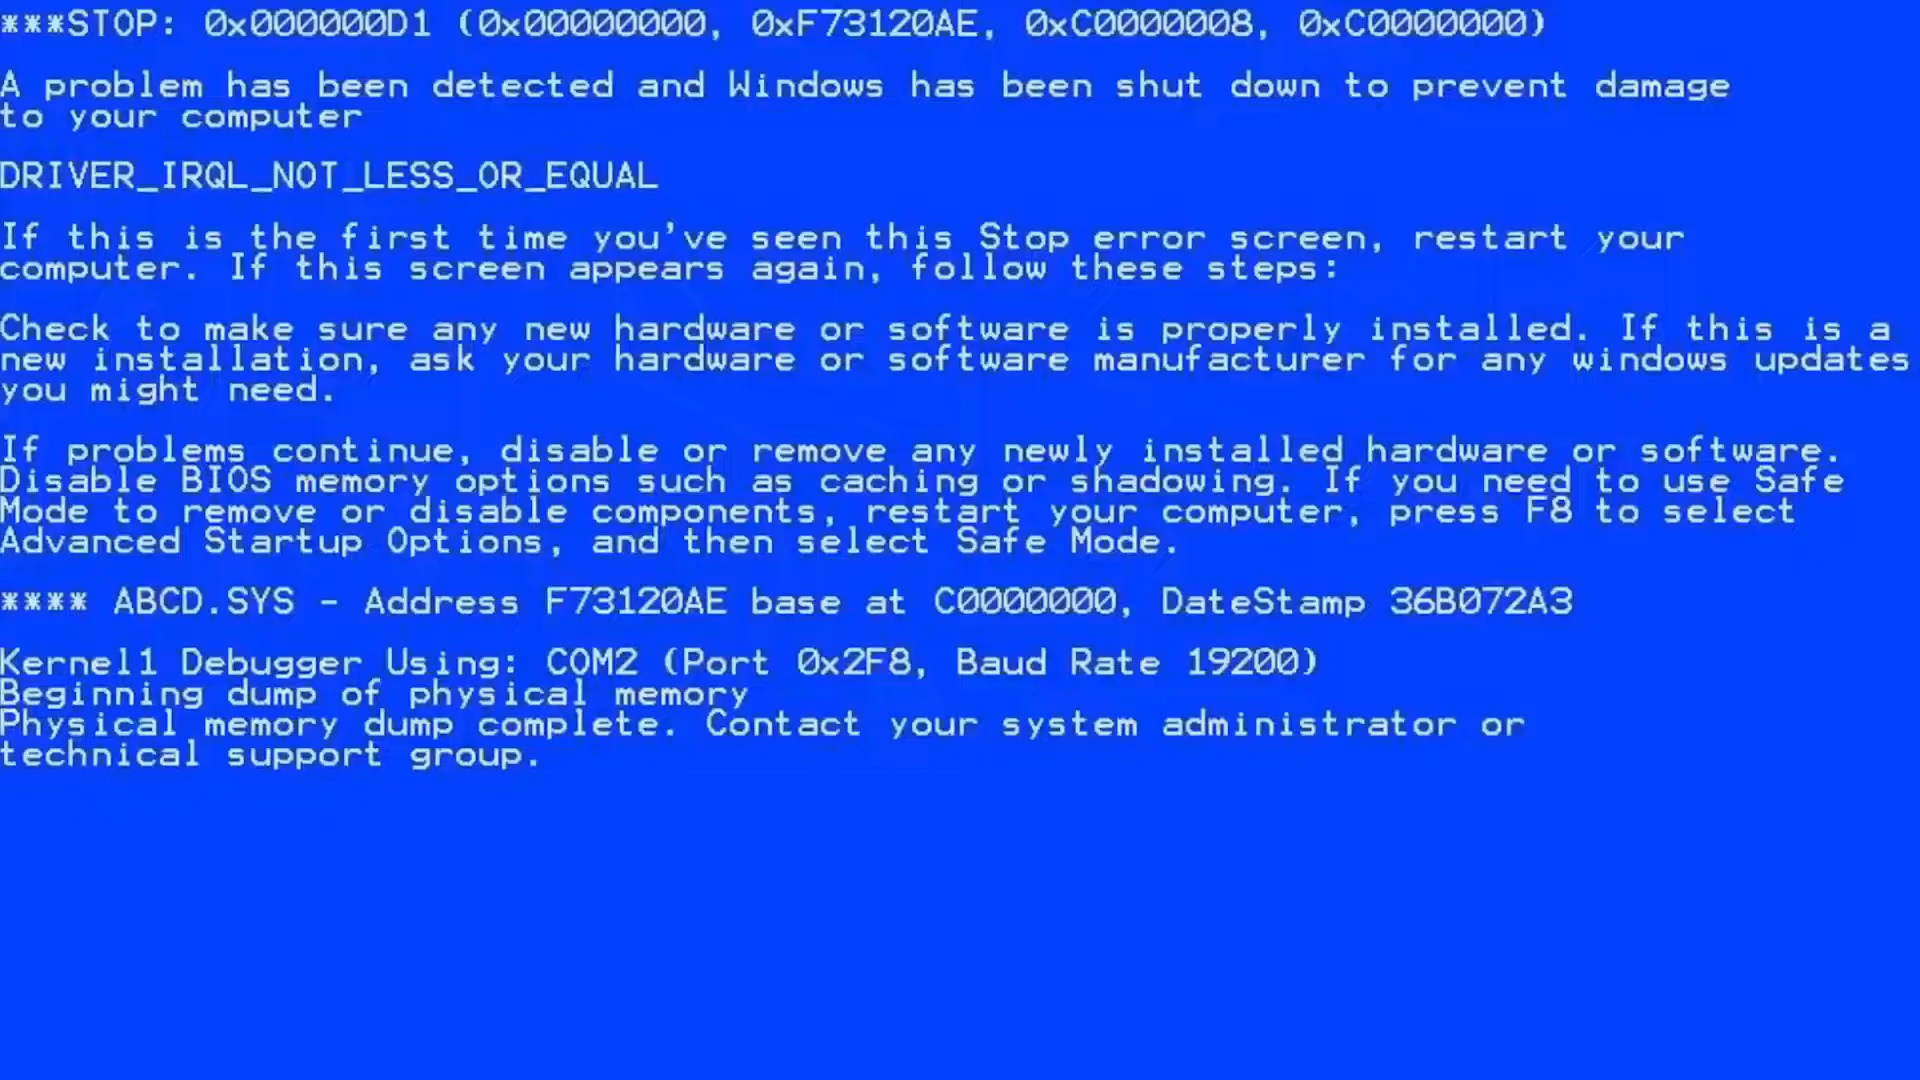 ***STOP: 0x000000D1 (0x00000000, 0xF73120AE, 0xC0000008, 0xC0000000)
A problem has been detected and Windows has been shut down to prevent damage
to your computer
DRIVER_IRQL_NOT_LESS_OR_EQUAL
If this is the first time you've seen this Stop error screen, restart your
computer. If this screen appears again, follow these steps:
Check to make sure any new hardware or software is properly installed. If this is a
new installation, ask your hardware or software manufacturer for any windows updates
you might need.
If problems continue, disable or remove any newly installed hardware or software.
Disable BIOS memory options such as caching or shadowing. If you need to use Safe
Mode to remove or disable components, restart your computer, press F8 to select
Advanced Startup Options, and then select Safe Mode.
**** ABCD.SYS - Address F73120AE base at C0000000, DateStamp 36B072A3
Kernel1 Debugger Using: COM2 (Port 0x2F8, Baud Rate 19200)
Beginning dump of physical memory
Physical memory dump complete. Contact your system administrator or
technical support group.